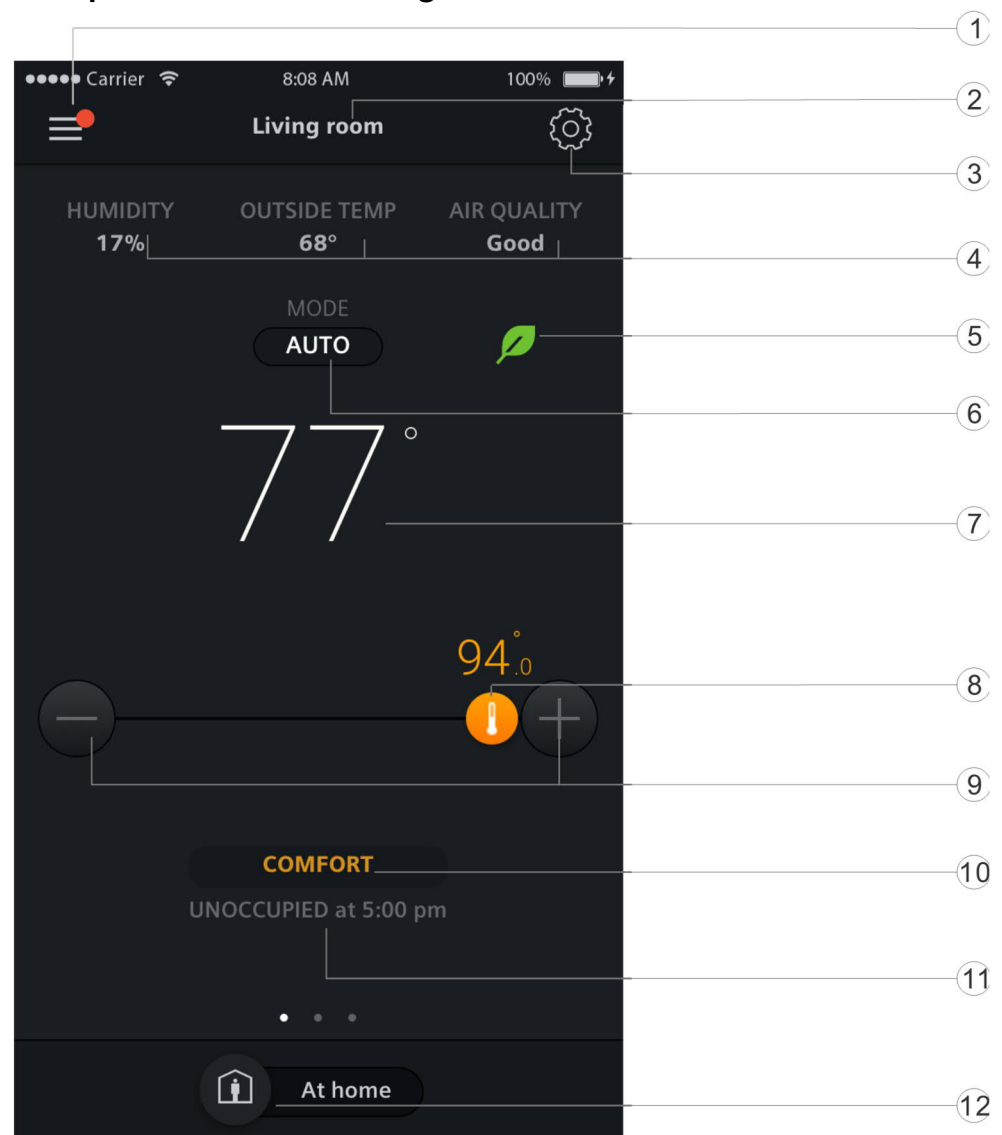 1
Carrier 8:08 AM 100%
2
Living room
3
HUMIDITY OUTSIDE TEMP AIR QUALITY
17% 68° Good
4
MODE
AUTO
5
6
77°
7
94.0°
8
9
COMFORT
10
UNOCCUPIED at 5:00 pm
11
At home
12